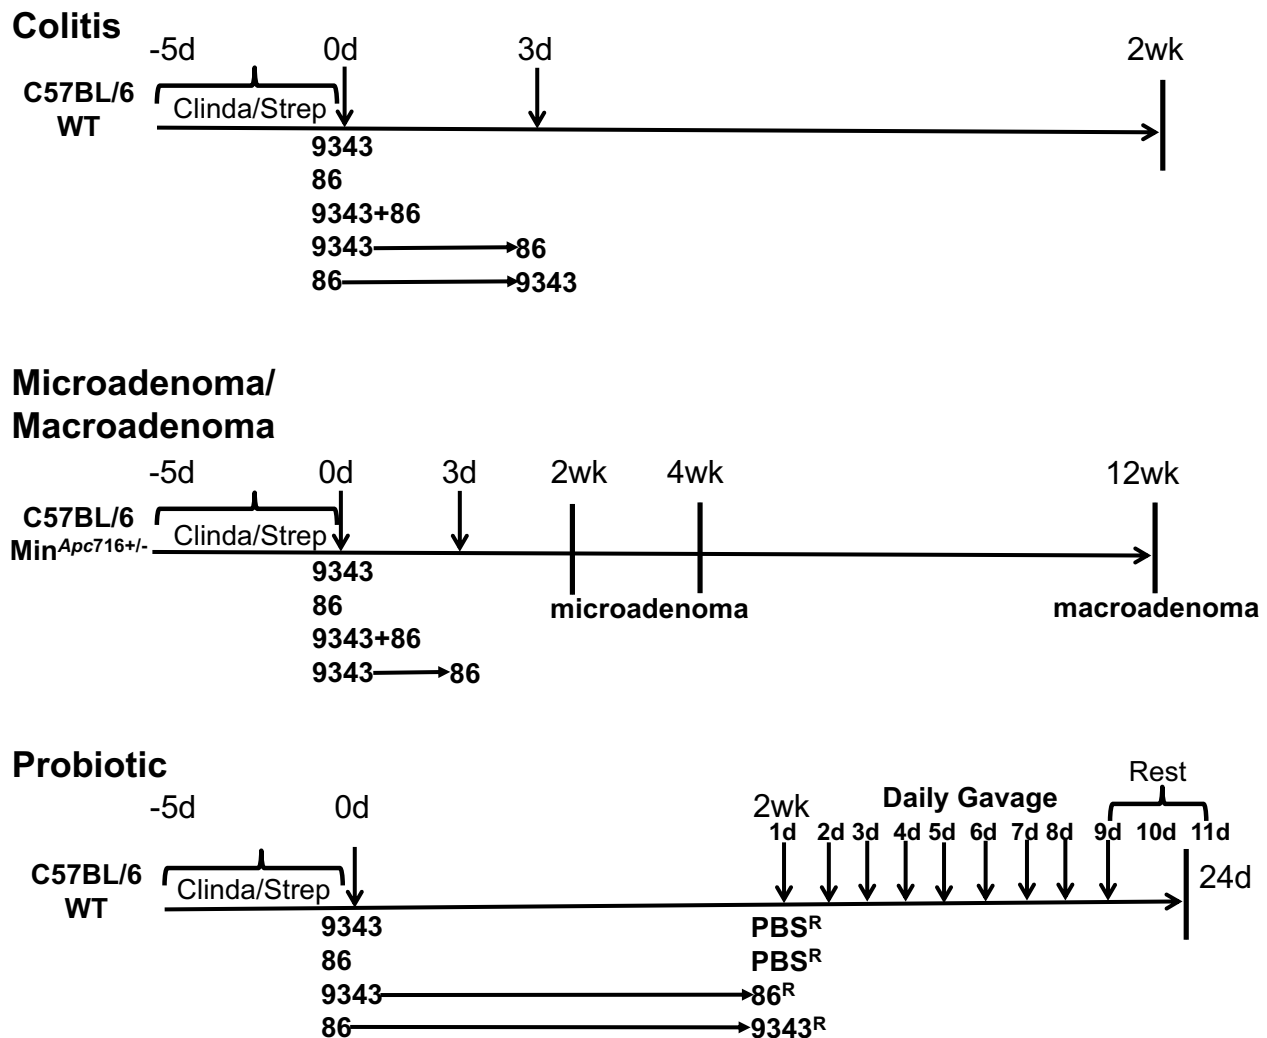 Colitis
-5d 0d 3d 2wk
C57BL/6
WT
Clinda/Strep
9343
86
9343+86
9343 86
86 9343
Microadenoma/
Macroadenoma
-5d 0d 3d 2wk 4wk 12wk
C57BL/6
Min^Apc716+/-
Clinda/Strep
9343
86
9343+86
9343 86
microadenoma
macroadenoma
Probiotic
-5d 0d 2wk
Daily Gavage
Rest
1d 2d 3d 4d 5d 6d 7d 8d 9d 10d 11d
C57BL/6
WT
Clinda/Strep
24d
9343 PBS^R
86 PBS^R
9343 86^R
86 9343^R